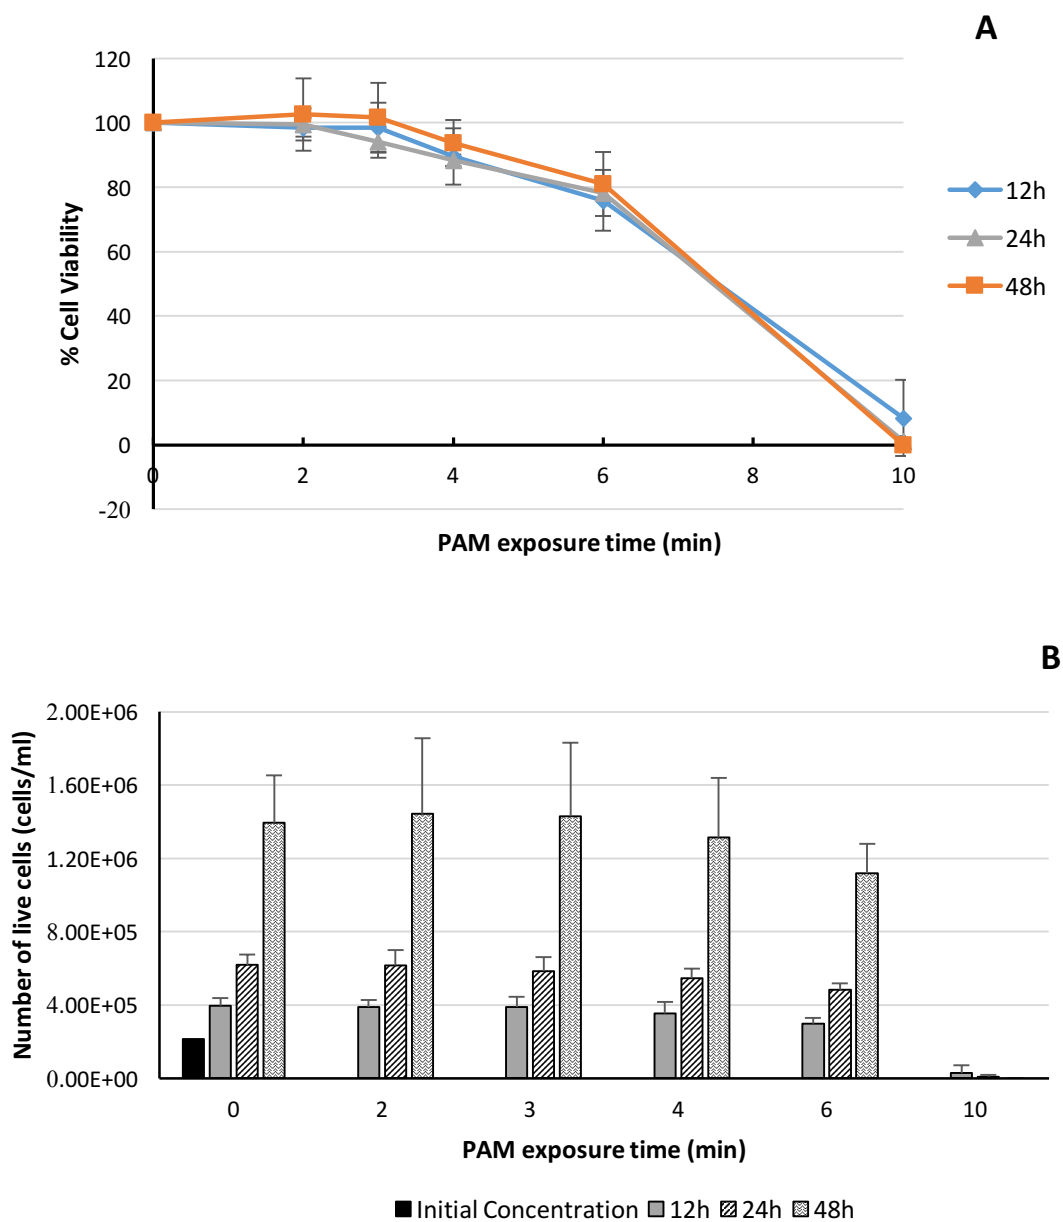 A
120
100
80
60
40
20
0
-20
% Cell Viability
0 2 4 6 8 10
PAM exposure time (min)
12h
24h
48h
B
2.00E+06
1.60E+06
1.20E+06
8.00E+05
4.00E+05
0.00E+00
Number of live cells (cells/ml)
0 2 3 4 6 10
PAM exposure time (min)
Initial Concentration 12h 24h 48h